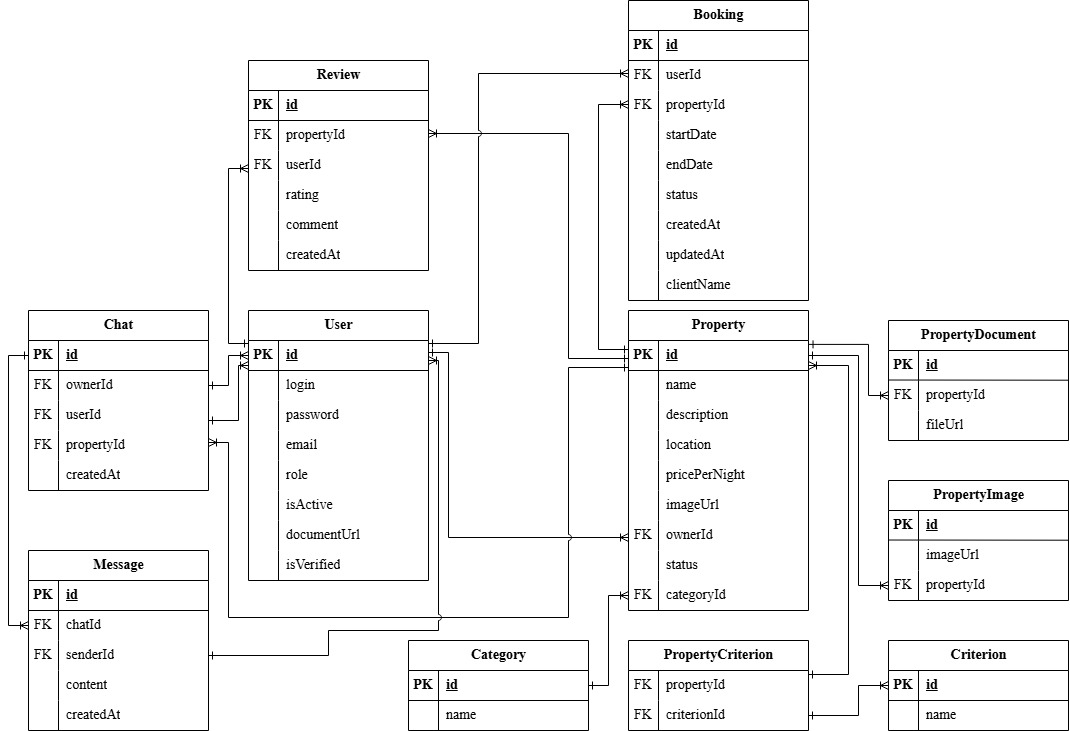 Booking
PK id
FK userId
FK propertyId
startDate
endDate
status
createdAt
updatedAt
clientName
Review
PK id
FK propertyId
FK userId
rating
comment
createdAt
Chat
PK id
FK ownerId
FK userId
FK propertyId
createdAt
User
PK id
login
password
email
role
isActive
documentUrl
isVerified
Property
PK id
name
description
location
pricePerNight
imageUrl
FK ownerId
status
FK categoryId
PropertyDocument
PK id
FK propertyId
fileUrl
PropertyImage
PK id
imageUrl
FK propertyId
Message
PK id
FK chatId
FK senderId
content
createdAt
Category
PK id
name
PropertyCriterion
FK propertyId
FK criterionId
Criterion
PK id
name